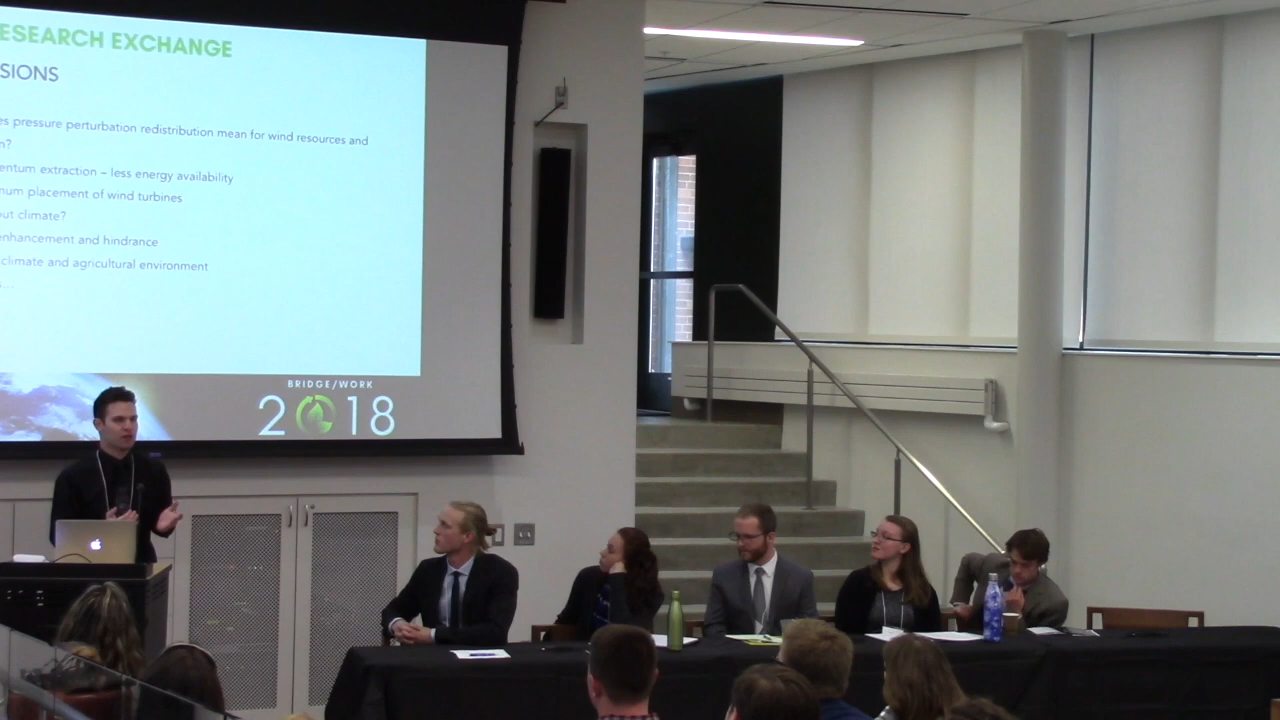 ESEARCH EXCHANGE
SIONS
es pressure perturbation redistribution mean for wind resources and
n?
entum extraction – less energy availability
num placement of wind turbines
out climate?
enhancement and hindrance
climate and agricultural environment
s…
BRIDGE/WORK
2018